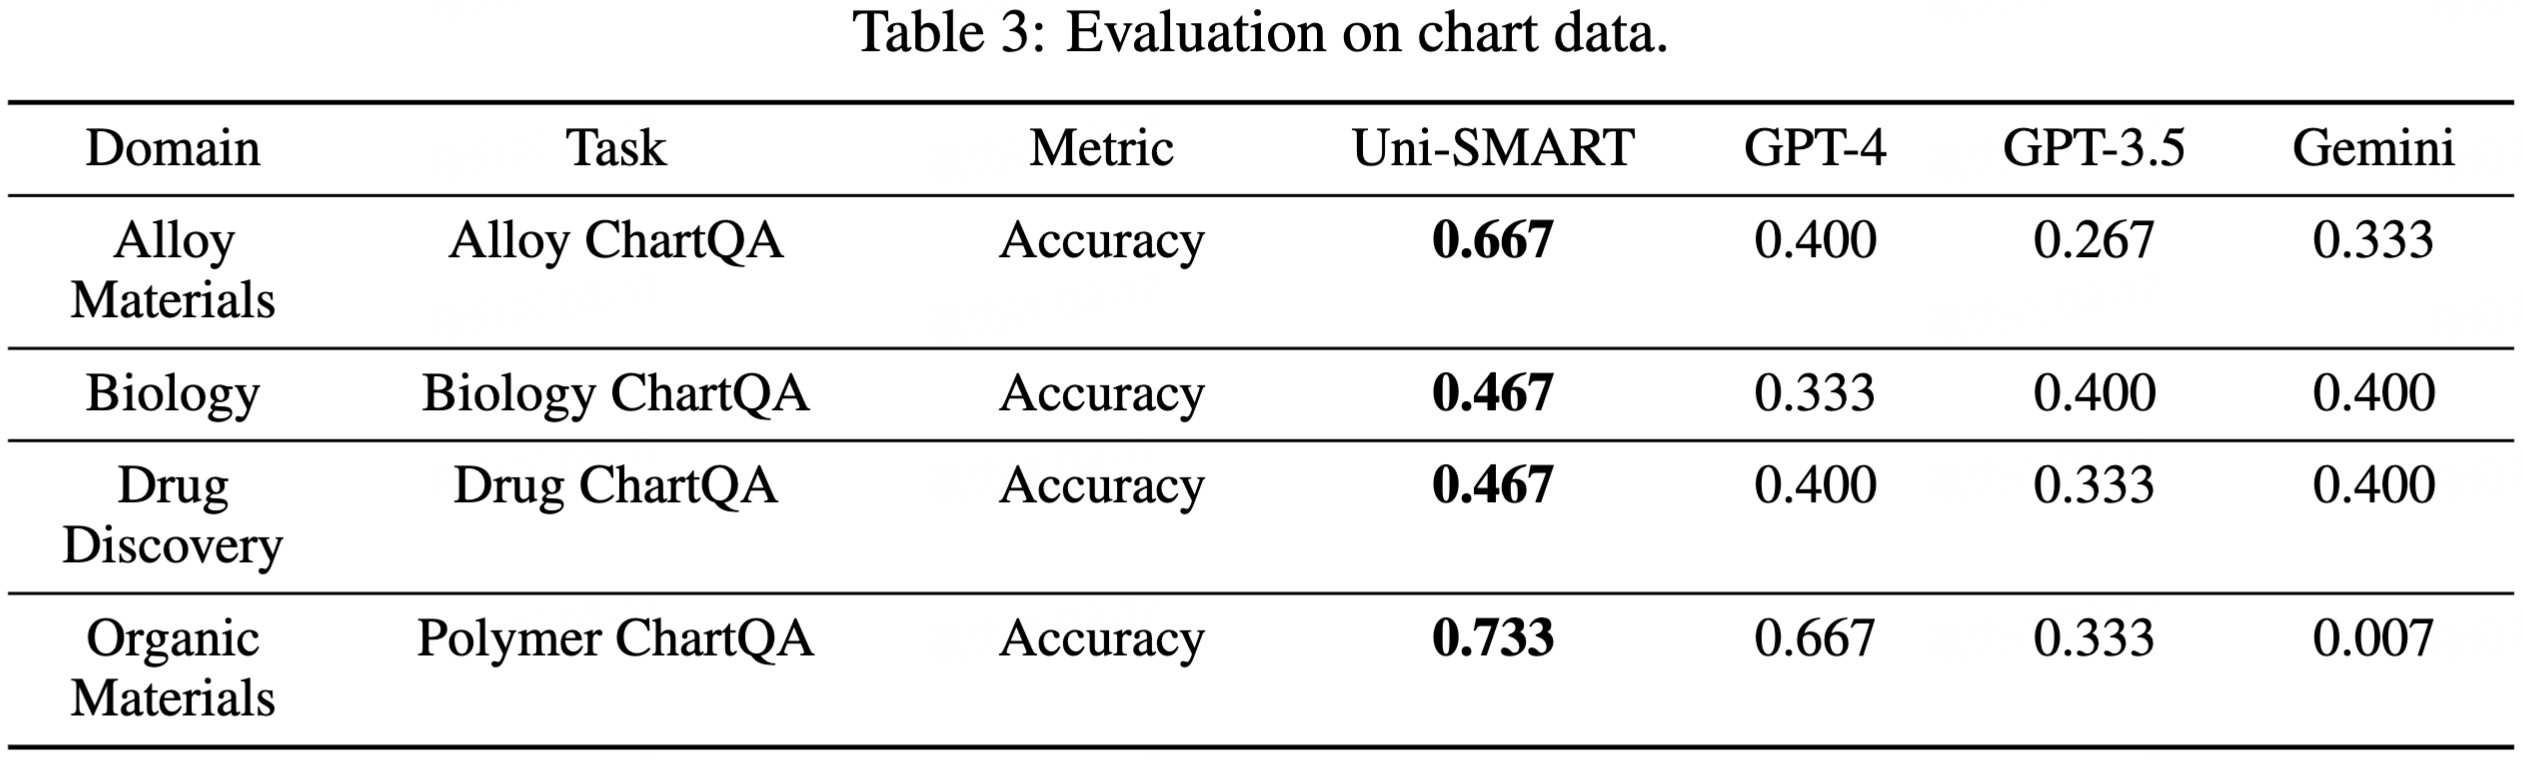 Table 3: Evaluation on chart data.
Domain Task Metric Uni-SMART GPT-4 GPT-3.5 Gemini
Alloy Alloy ChartQA Accuracy 0.667 0.400 0.267 0.333
Materials
Biology Biology ChartQA Accuracy 0.467 0.333 0.400 0.400
Drug Drug ChartQA Accuracy 0.467 0.400 0.333 0.400
Discovery
Organic Polymer ChartQA Accuracy 0.733 0.667 0.333 0.007
Materials